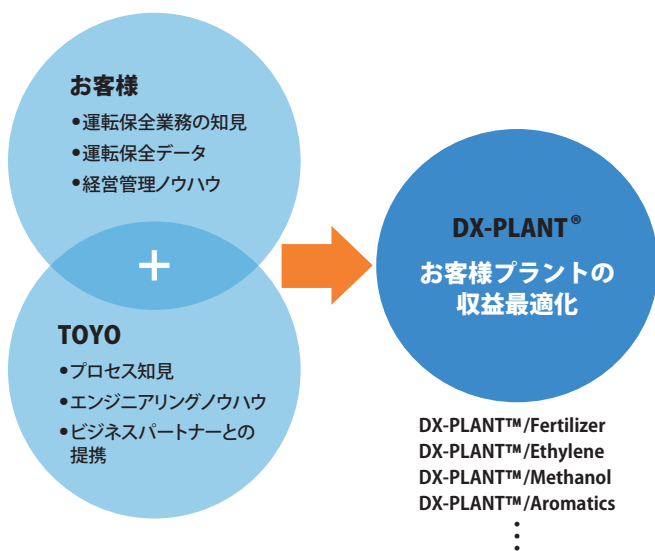 お客様
•運転保全業務の知見
•運転保全データ
•経営管理ノウハウ
+
TOYO
•プロセス知見
•エンジニアリングノウハウ
•ビジネスパートナーとの
提携
DX-PLANT®
お客様プラントの
収益最適化
DX-PLANT™/Fertilizer
DX-PLANT™/Ethylene
DX-PLANT™/Methanol
DX-PLANT™/Aromatics
⋮